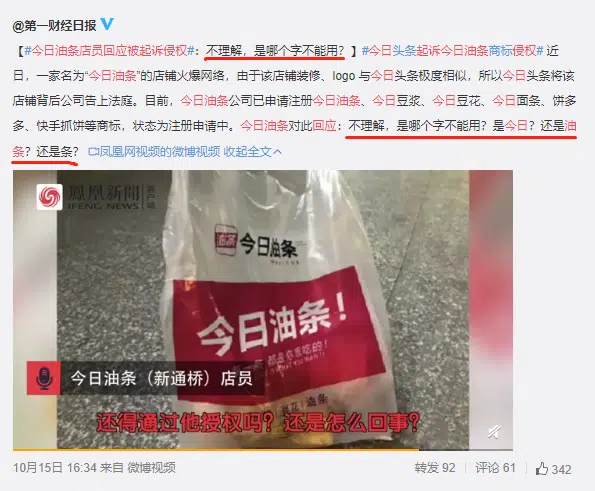 @第一财经日报
【#今日油条店员回应被起诉侵权#：不理解，是哪个字不能用？】#今日头条起诉今日油条商标侵权# 近
日，一家名为“今日油条”的店铺火爆网络，由于该店铺装修、logo 与今日头条极度相似，所以今日头条将该
店铺背后公司告上法庭。目前，今日油条公司已申请注册今日油条、今日豆浆、今日豆花、今日面条、饼多
多、快手抓饼等商标，状态为注册申请中。今日油条对此回应：不理解，是哪个字不能用？是今日？还是油
条？还是条？ 凤凰网视频的微博视频 收起全文
鳳凰新聞 客户端
IFENG NEWS
油条 今日油条
今日油条！
今日油条（新通桥）店员
还得通过他授权吗？还是怎么回事？
10月15日 16:34 来自 微博视频
转发 92 评论 61 342